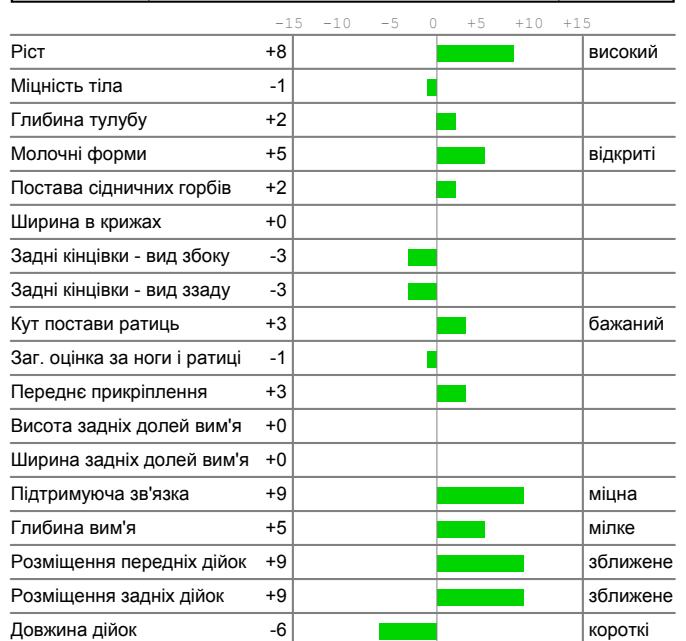 -15 -10 -5 0 +5 +10 +15
Ріст +8 високий
Міцність тіла -1
Глибина тулубу +2
Молочні форми +5 відкриті
Постава сідничних горбів +2
Ширина в крижах +0
Задні кінцівки - вид збоку -3
Задні кінцівки - вид ззаду -3
Кут постави ратиць +3 бажаний
Заг. оцінка за ноги і ратиці -1
Переднє прикріплення +3
Висота задніх долей вим'я +0
Ширина задніх долей вим'я +0
Підтримуюча зв'язка +9 міцна
Глибина вим'я +5 мілке
Розміщення передніх дійок +9 зближене
Розміщення задніх дійок +9 зближене
Довжина дійок -6 короткі